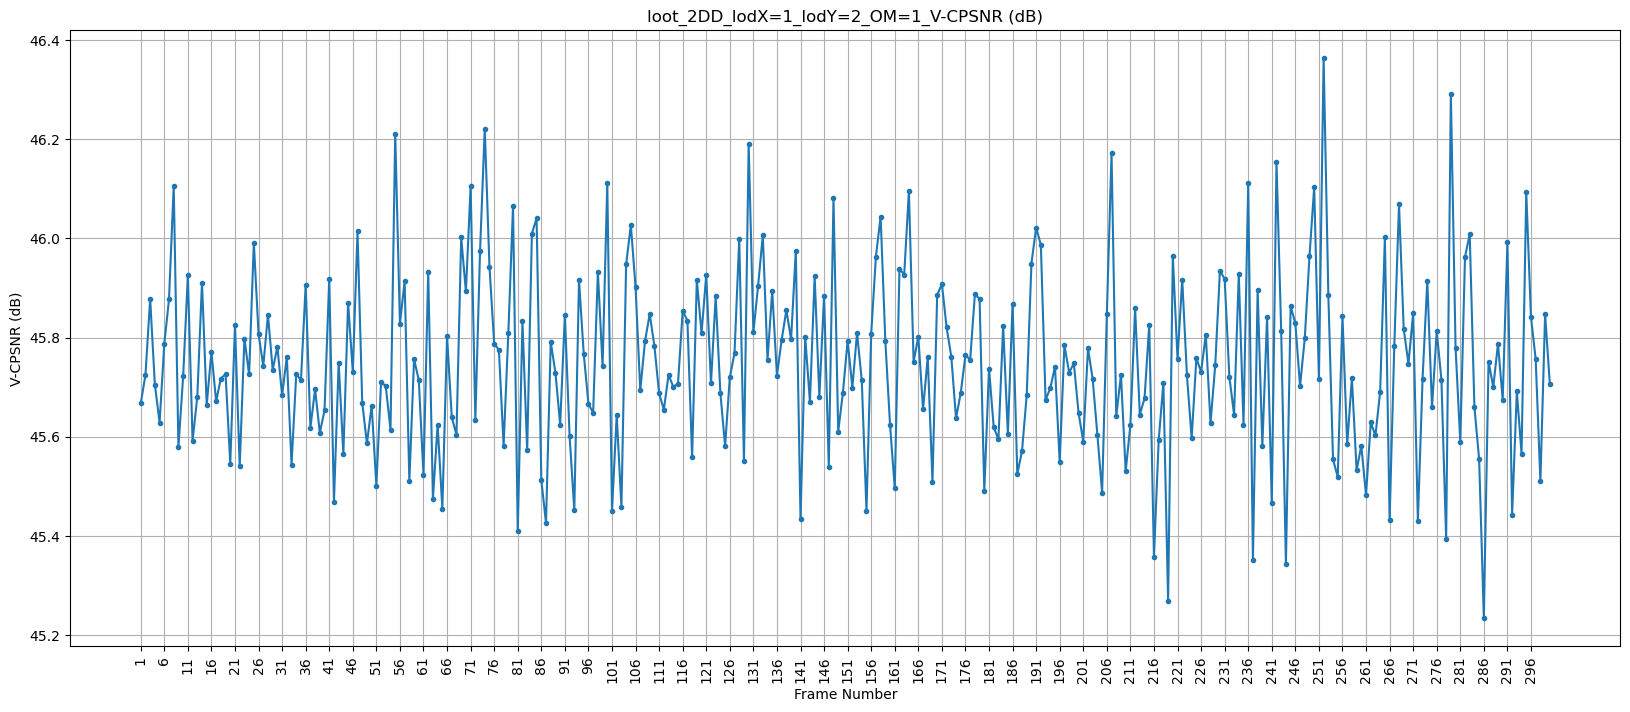 loot_2DD_lodX=1_lodY=2_OM=1_V-CPSNR (dB)
46.4
46.2
46.0
45.8
45.6
45.4
45.2
V-CPSNR (dB)
1 6 11 16 21 26 31 36 41 46 51 56 61 66 71 76 81 86 91 96 101 106 111 116 121 126 131 136 141 146 151 156 161 166 171 176 181 186 191 196 201 206 211 216 221 226 231 236 241 246 251 256 261 266 271 276 281 286 291 296
Frame Number